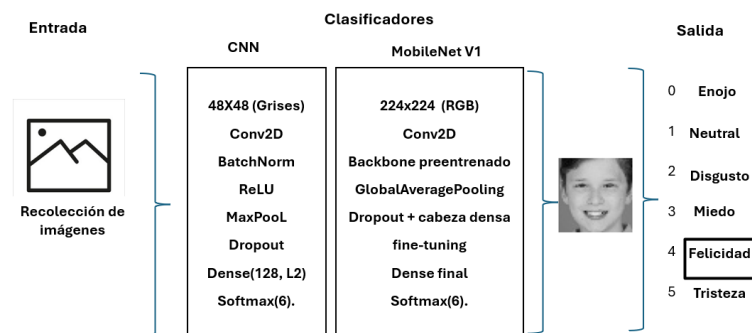 Entrada
Recolección de
imágenes
Clasificadores
CNN
48X48 (Grises)
Conv2D
BatchNorm
ReLU
MaxPooL
Dropout
Dense(128, L2)
Softmax(6).
MobileNet V1
224x224 (RGB)
Conv2D
Backbone preentrenado
GlobalAveragePooling
Dropout + cabeza densa
fine-tuning
Dense final
Softmax(6).
Salida
0 Enojo
1 Neutral
2 Disgusto
3 Miedo
4 Felicidad
5 Tristeza